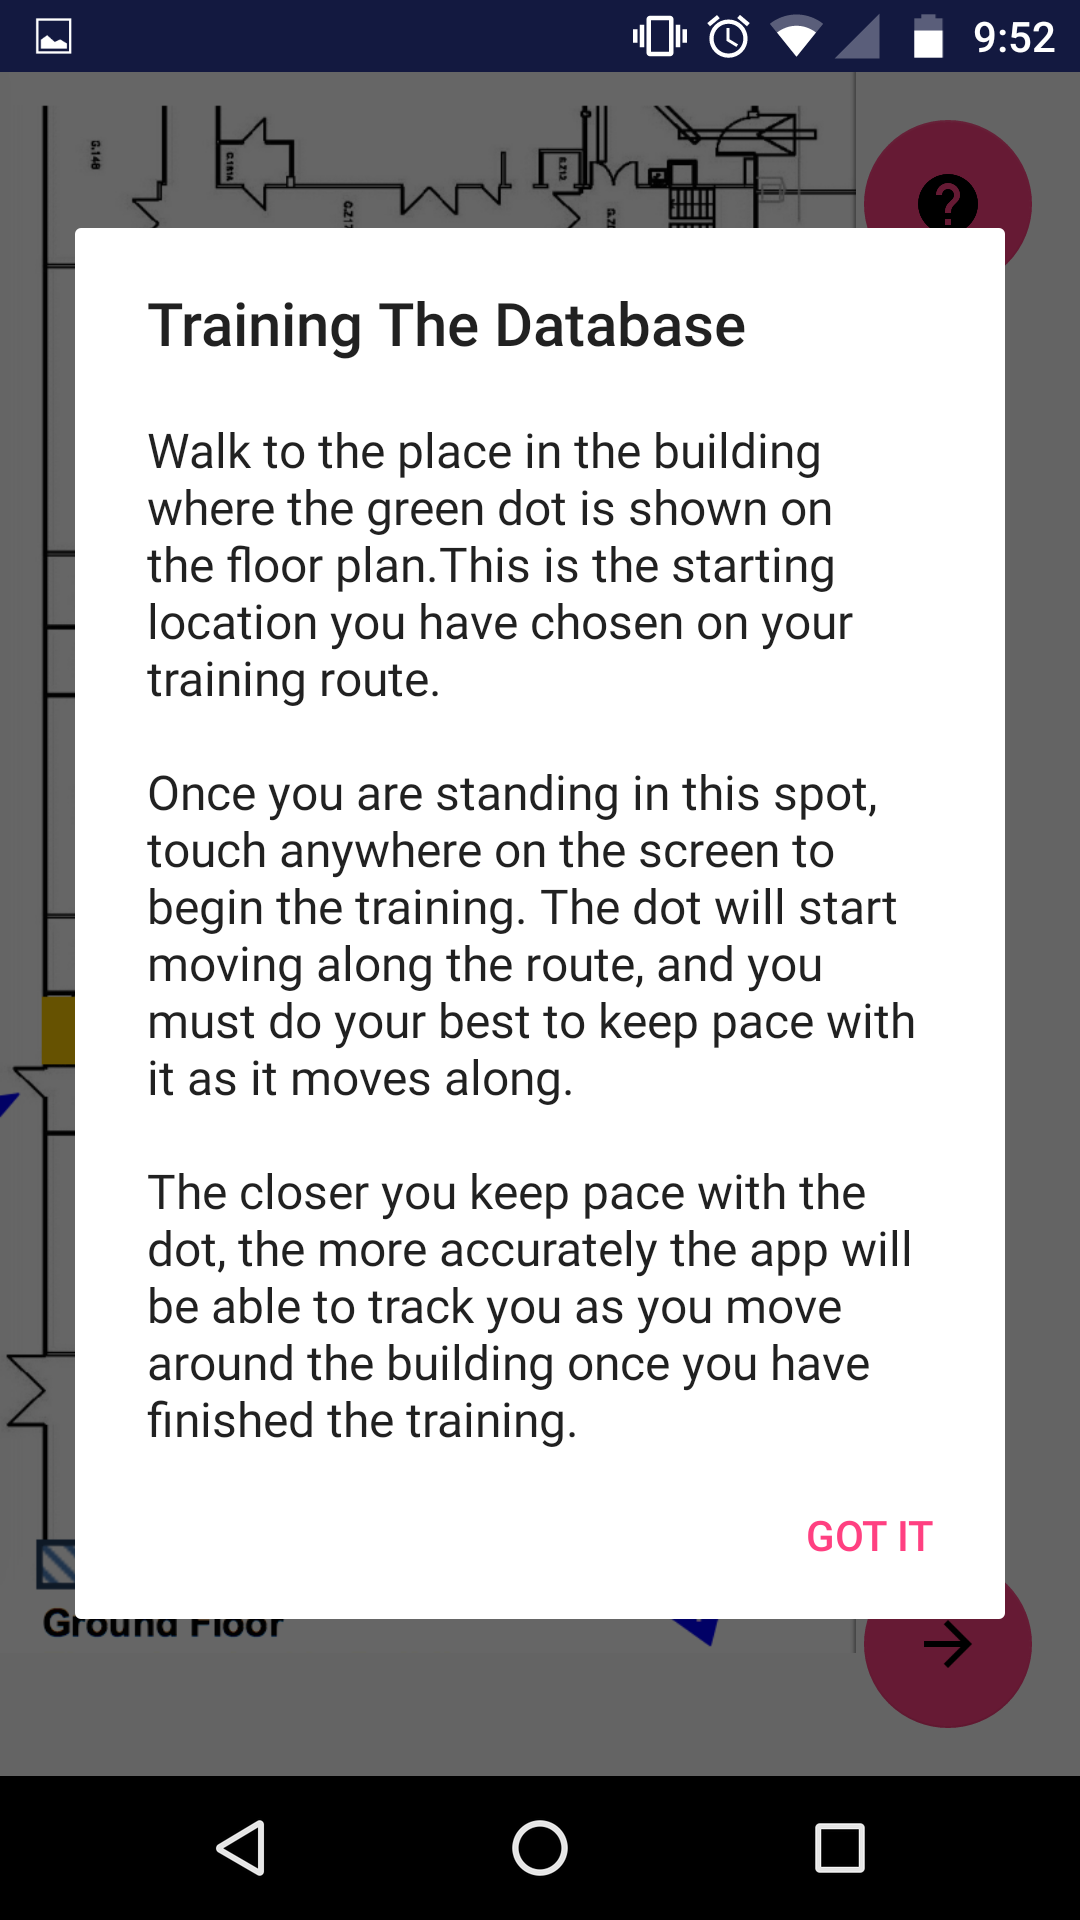 9:52
G.148
G.Z17
Training The Database
Walk to the place in the building
where the green dot is shown on
the floor plan.This is the starting
location you have chosen on your
training route.
Once you are standing in this spot,
touch anywhere on the screen to
begin the training. The dot will start
moving along the route, and you
must do your best to keep pace with
it as it moves along.
The closer you keep pace with the
dot, the more accurately the app will
be able to track you as you move
around the building once you have
finished the training.
GOT IT
Ground Floor